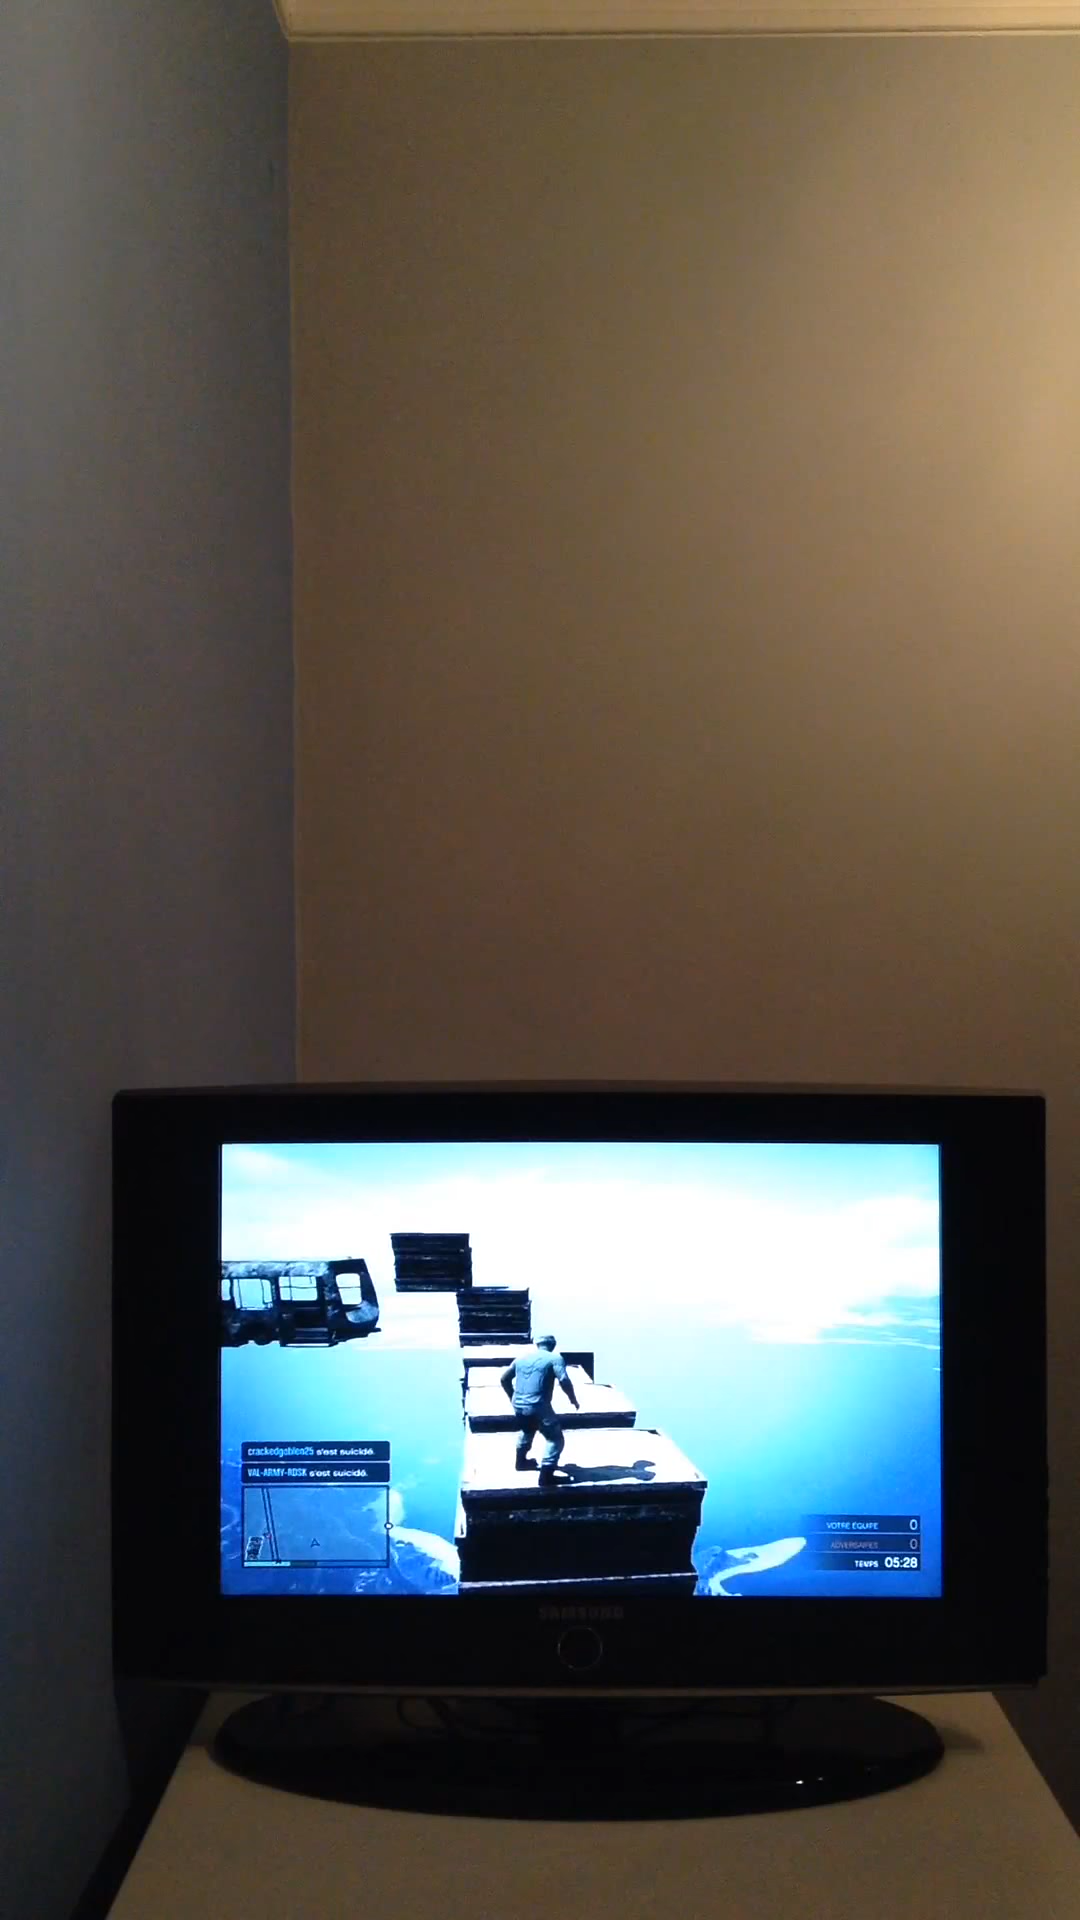 crackedgoblen25 s'est suicidé.
VAL-ARMY-RDSK s'est suicidé.
VOTRE ÉQUIPE 0
ADVERSAIRES 0
TEMPS 05:28
SAMSUNG